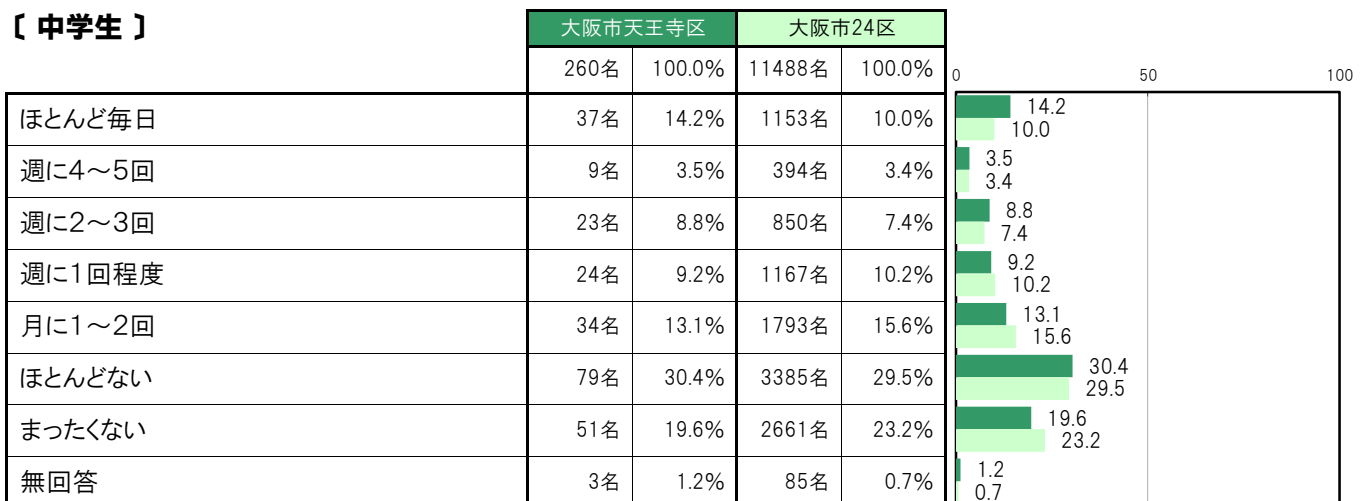 〔 中学生 〕
大阪市天王寺区 大阪市24区
260名 100.0% 11488名 100.0% 0 50 100
ほとんど毎日 37名 14.2% 1153名 10.0% 14.2
10.0
週に4～5回 9名 3.5% 394名 3.4% 3.5
3.4
週に2～3回 23名 8.8% 850名 7.4% 8.8
7.4
週に1回程度 24名 9.2% 1167名 10.2% 9.2
10.2
月に1～2回 34名 13.1% 1793名 15.6% 13.1
15.6
ほとんどない 79名 30.4% 3385名 29.5% 30.4
29.5
まったくない 51名 19.6% 2661名 23.2% 19.6
23.2
無回答 3名 1.2% 85名 0.7% 1.2
0.7